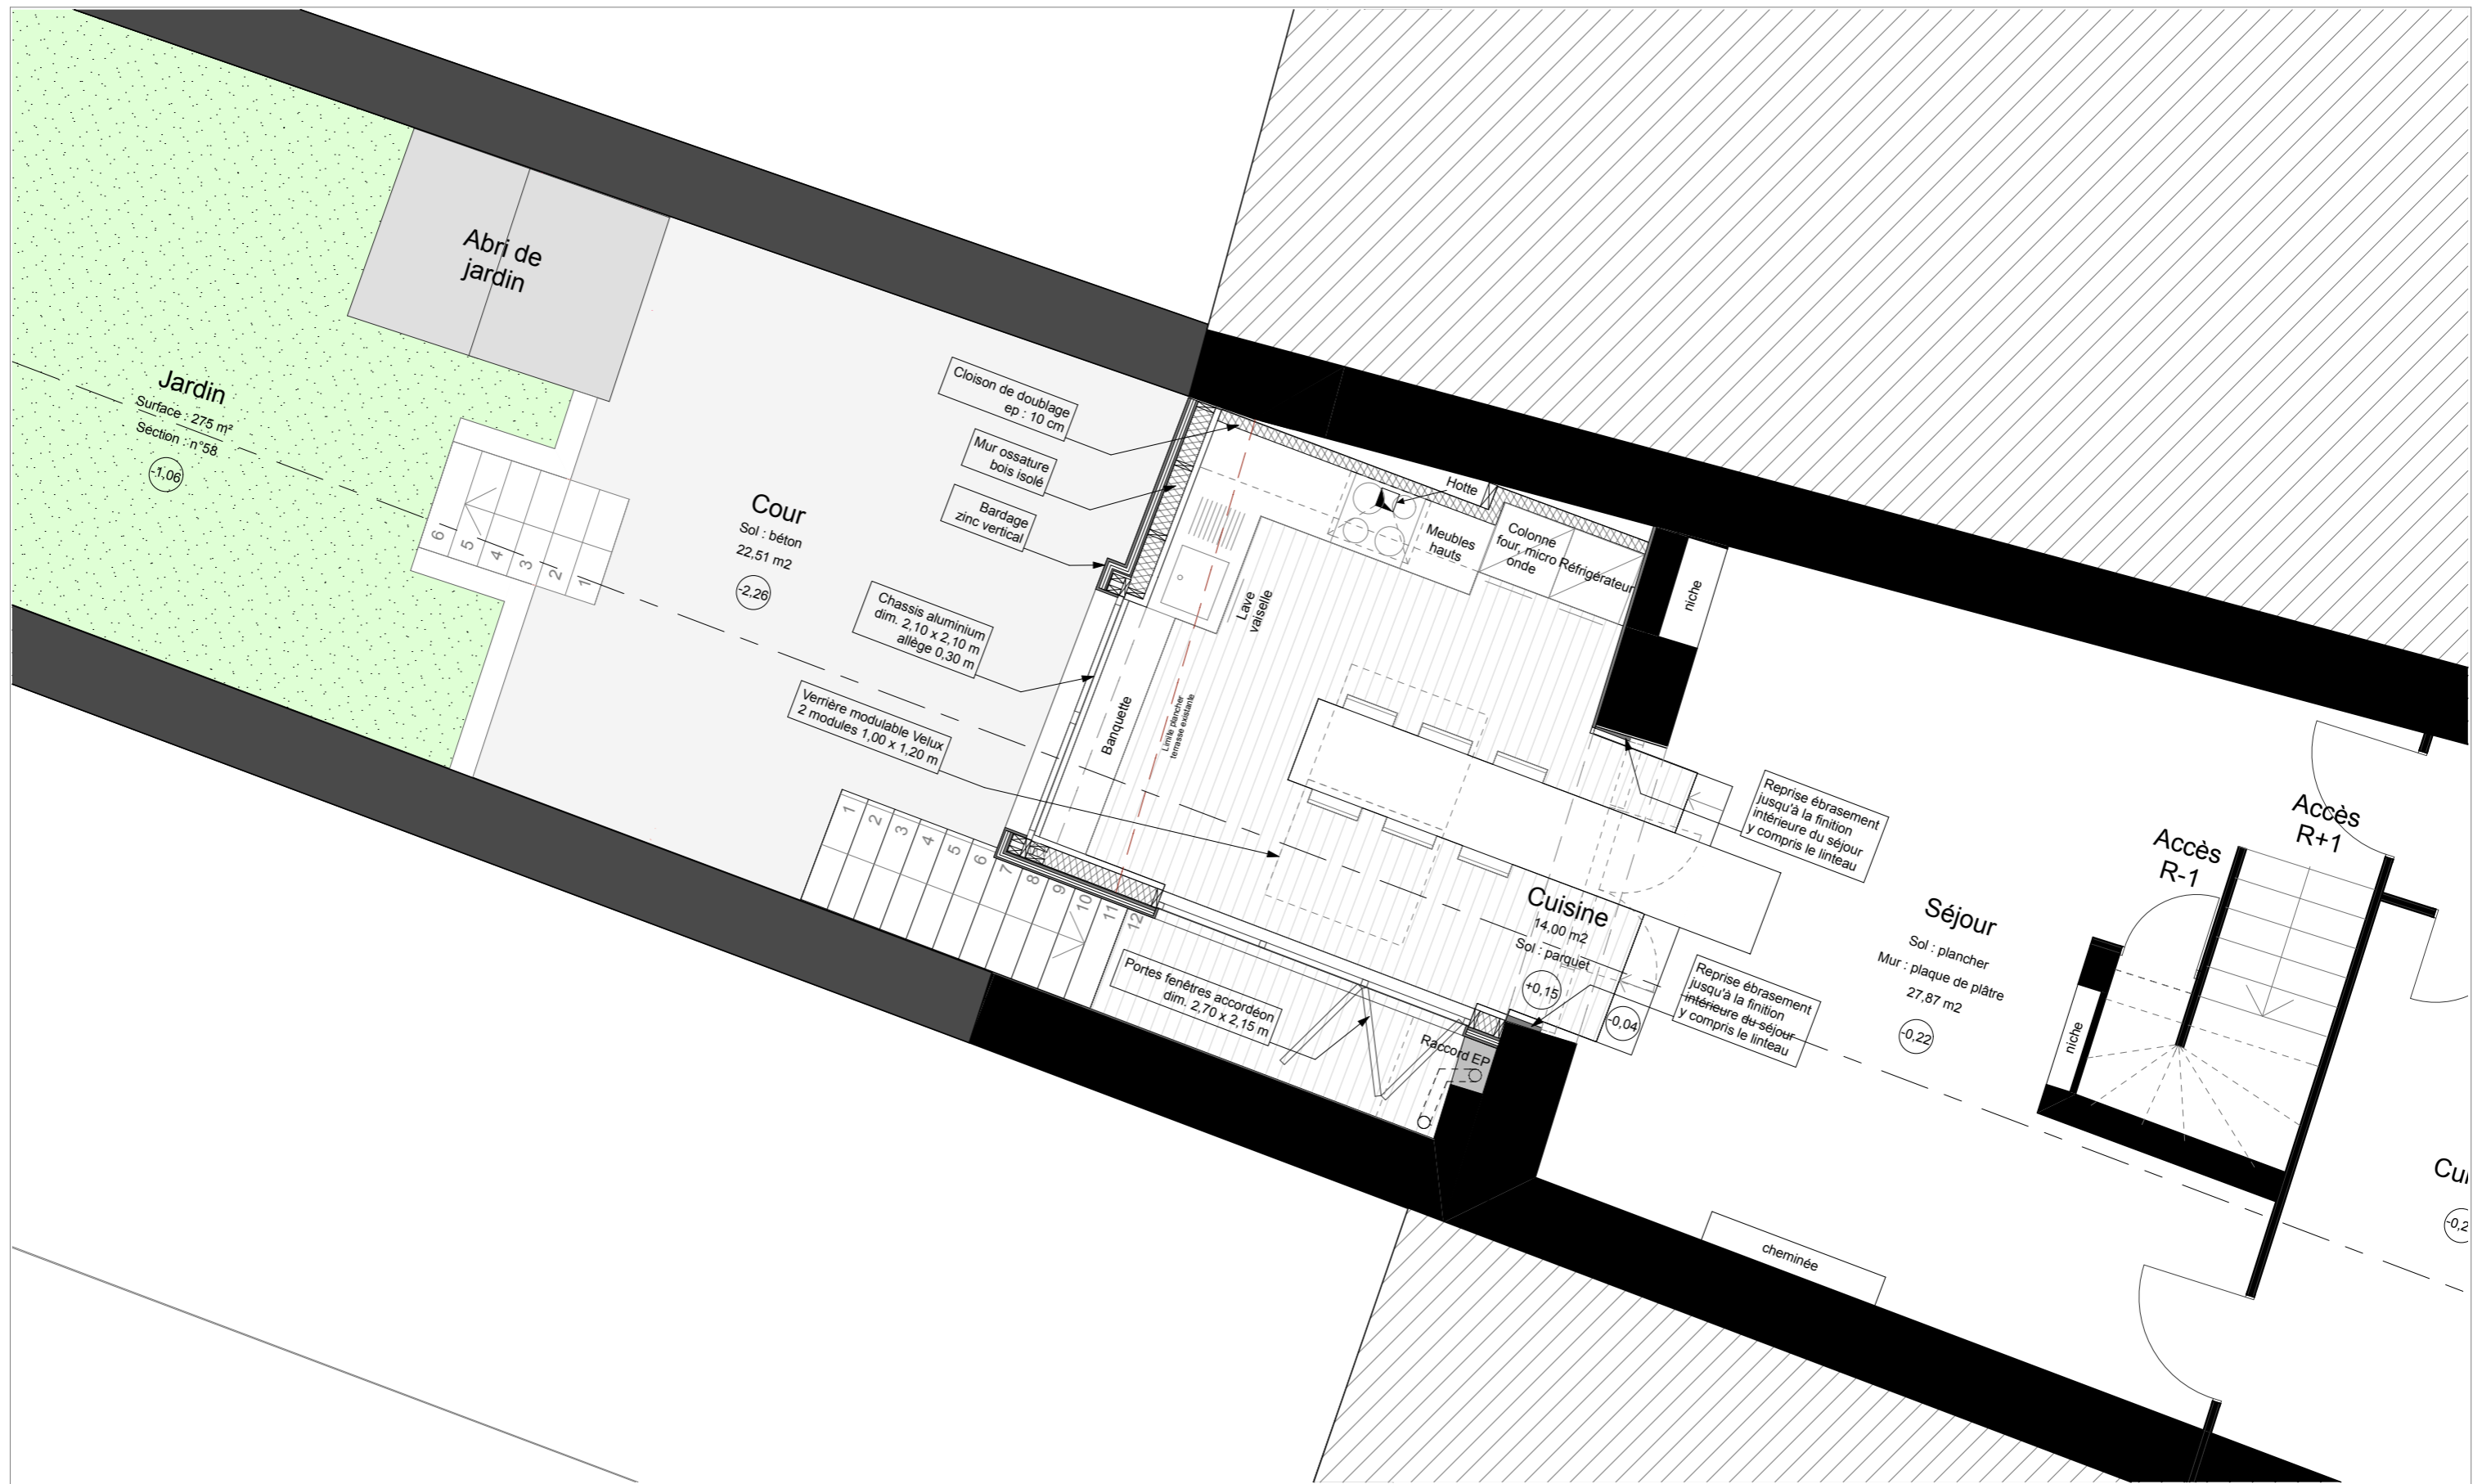 Abri de
jardin
Jardin
Surface : 275 m²
Section : n°58
-1,06
6
5
4
3
2
1
Cour
Sol : béton
22,51 m2
-2,26
Cloison de doublage
ep : 10 cm
Mur ossature
bois isolé
Bardage
zinc vertical
Chassis aluminium
dim. 2,10 x 2,10 m
allège 0,30 m
Verrière modulable Velux
2 modules 1,00 x 1,20 m
1
2
3
4
5
6
7
8
9
10
11
12
Banquette
Limite plancher
terrasse existante
Lave
vaiselle
Hotte
Meubles
hauts
Colonne
four, micro
onde
Réfrigérateur
niche
Reprise ébrasement
jusqu'à la finition
intérieure du séjour
y compris le linteau
Cuisine
14,00 m2
Sol : parquet
+0,15
-0,04
Reprise ébrasement
jusqu'à la finition
intérieure du séjour
y compris le linteau
Portes fenêtres accordéon
dim. 2,70 x 2,15 m
Raccord EP
Séjour
Sol : plancher
Mur : plaque de plâtre
27,87 m2
-0,22
Accès
R-1
Accès
R+1
niche
cheminée
Cui
-0,2